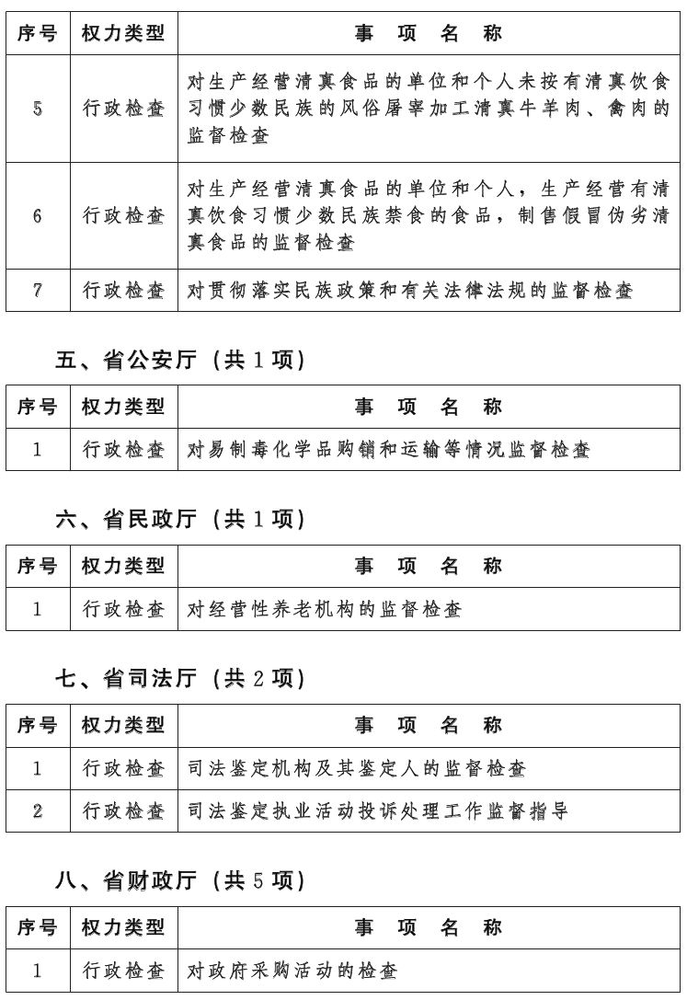 序号 权力类型 事 项 名 称
5 行政检查 对生产经营清真食品的单位和个人未按有清真饮食
习惯少数民族的风俗屠宰加工清真牛羊肉、禽肉的
监督检查
6 行政检查 对生产经营清真食品的单位和个人，生产经营有清
真饮食习惯少数民族禁食的食品，制售假冒伪劣清
真食品的监督检查
7 行政检查 对贯彻落实民族政策和有关法律法规的监督检查
五、省公安厅（共 1 项）
序号 权力类型 事 项 名 称
1 行政检查 对易制毒化学品购销和运输等情况监督检查
六、省民政厅（共 1 项）
序号 权力类型 事 项 名 称
1 行政检查 对经营性养老机构的监督检查
七、省司法厅（共 2 项）
序号 权力类型 事 项 名 称
1 行政检查 司法鉴定机构及其鉴定人的监督检查
2 行政检查 司法鉴定执业活动投诉处理工作监督指导
八、省财政厅（共 5 项）
序号 权力类型 事 项 名 称
1 行政检查 对政府采购活动的检查